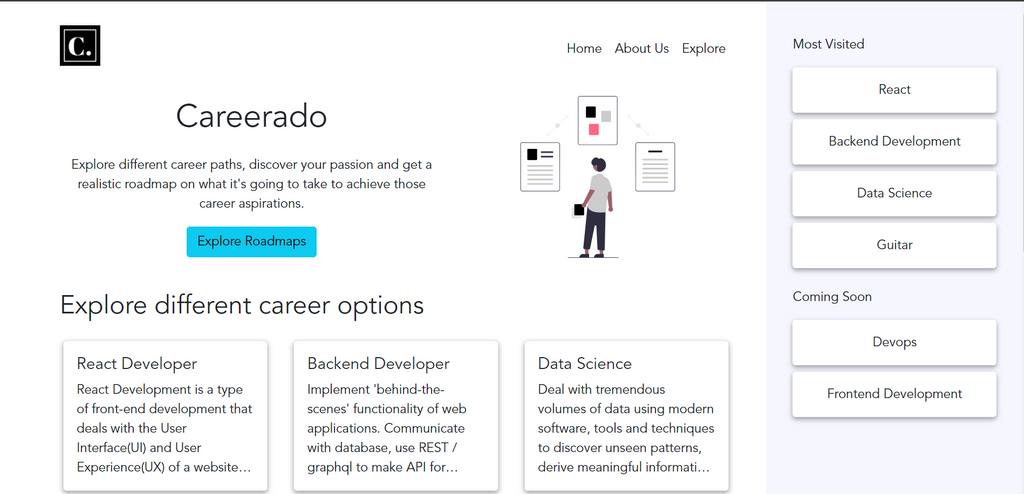 C.
Home About Us Explore
Careerado
Explore different career paths, discover your passion and get a
realistic roadmap on what it's going to take to achieve those
career aspirations.
Explore Roadmaps
Explore different career options
React Developer
React Development is a type
of front-end development that
deals with the User
Interface(UI) and User
Experience(UX) of a website...
Backend Developer
Implement 'behind-the-
scenes' functionality of web
applications. Communicate
with database, use REST /
graphql to make API for...
Data Science
Deal with tremendous
volumes of data using modern
software, tools and techniques
to discover unseen patterns,
derive meaningful informati...
Most Visited
React
Backend Development
Data Science
Guitar
Coming Soon
Devops
Frontend Development